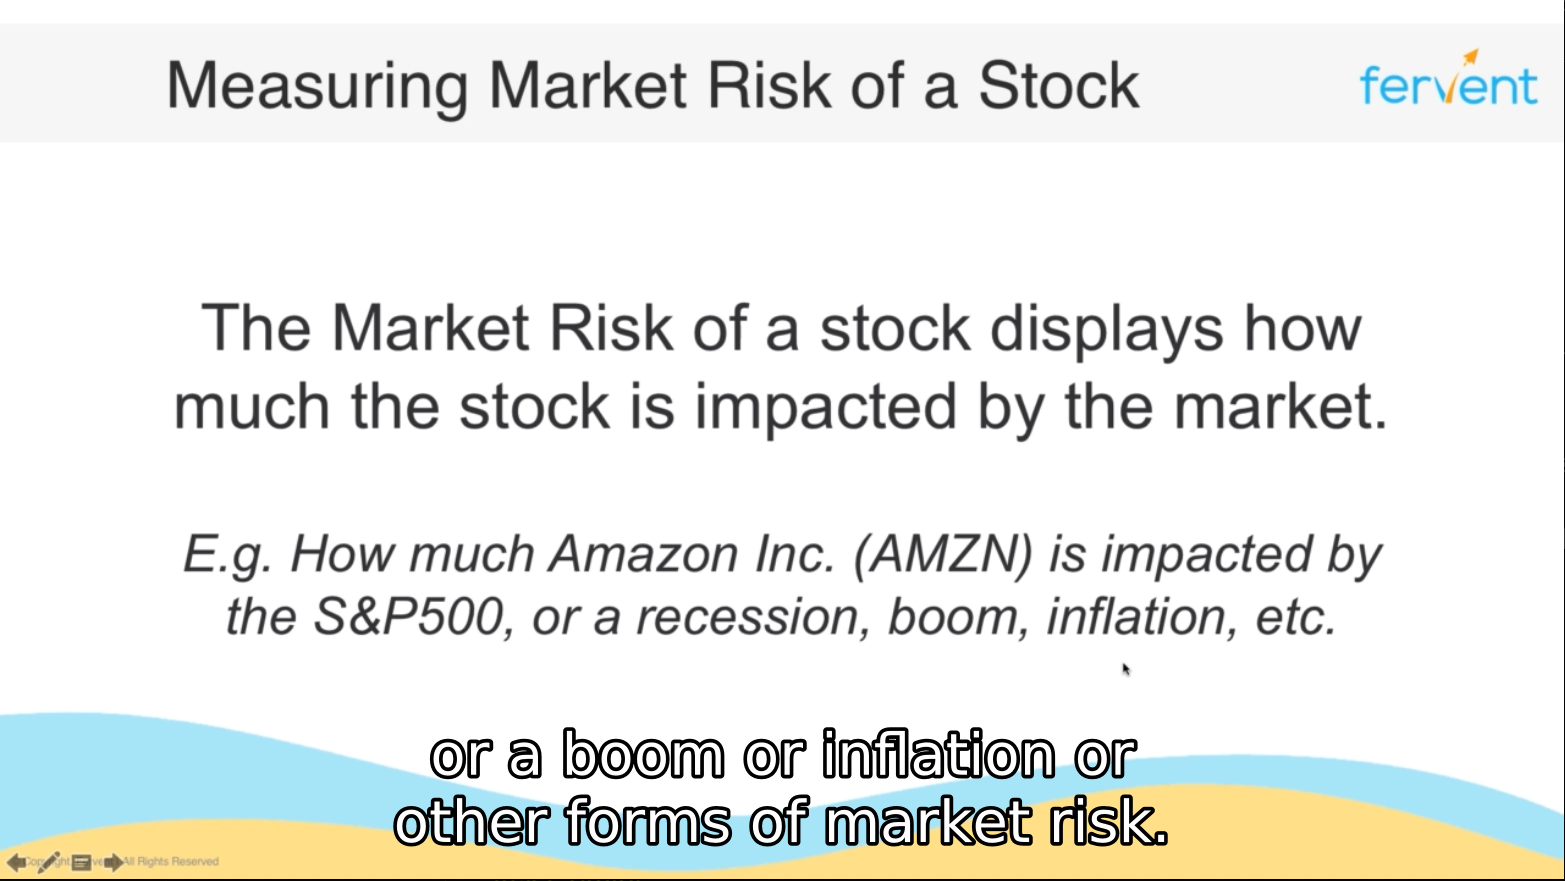 Measuring Market Risk of a Stock
fervent
The Market Risk of a stock displays how
much the stock is impacted by the market.
E.g. How much Amazon Inc. (AMZN) is impacted by
the S&P500, or a recession, boom, inflation, etc.
or a boom or inflation or
other forms of market risk.
All Rights Reserved